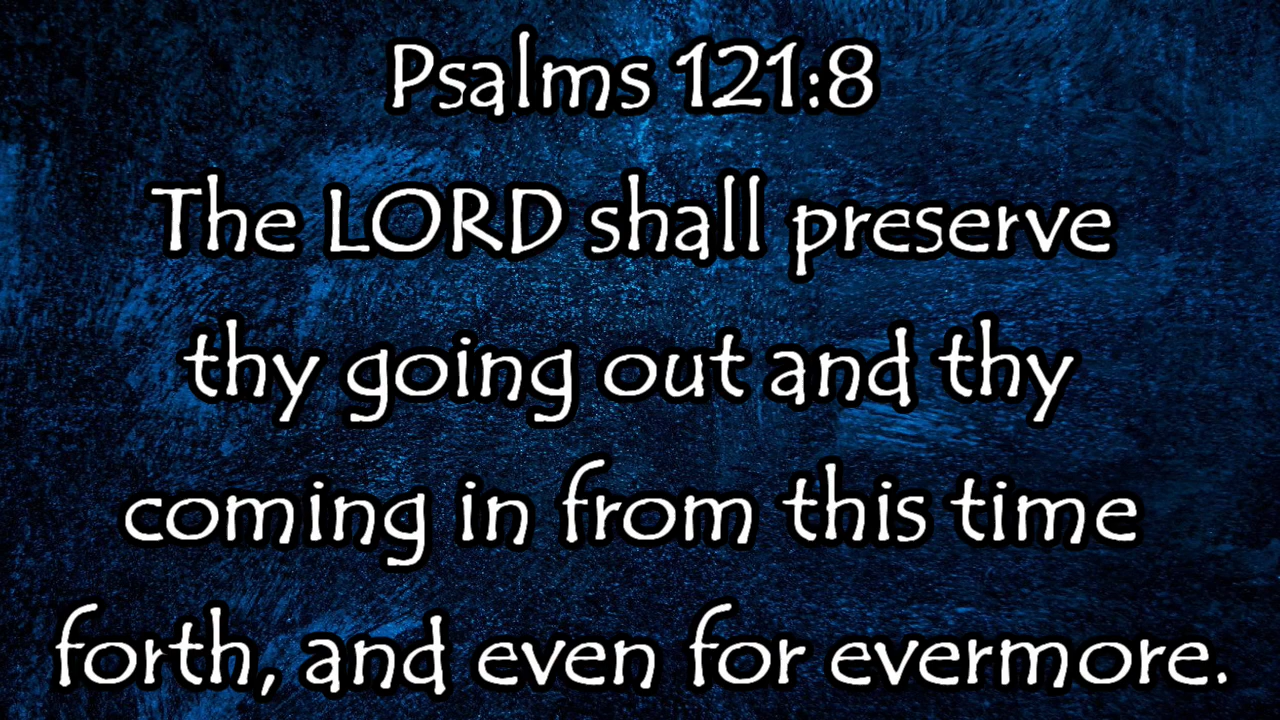 Psalms 121:8
The LORD shall preserve
thy going out and thy
coming in from this time
forth, and even for evermore.